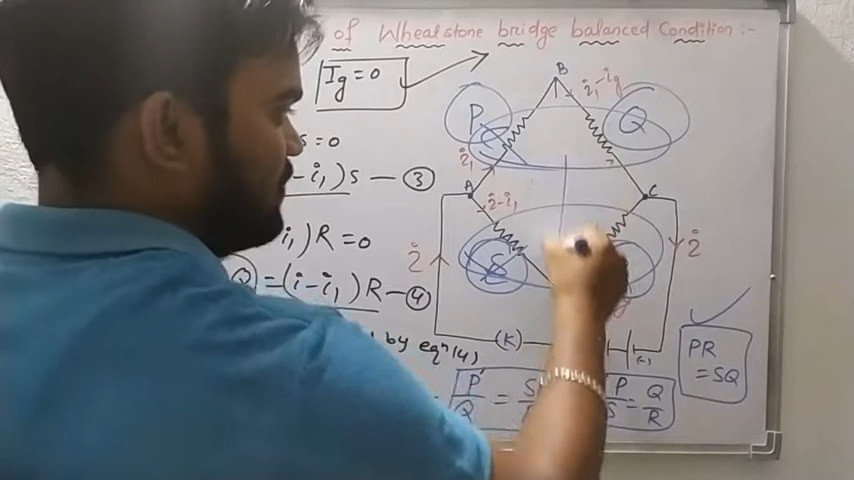 of Wheatstone bridge balanced Condition :-
Ig = 0
s = 0
- i₁) s — ③
i₁) R = 0
Q = (i - i₁) R — ④
by eqⁿ (4)
P/Q = S
P/S = Q/R
PR
= SQ
B
i₁ - ig
P
Q
i₁
A
C
i - i₁
S
i
i
K
(-)